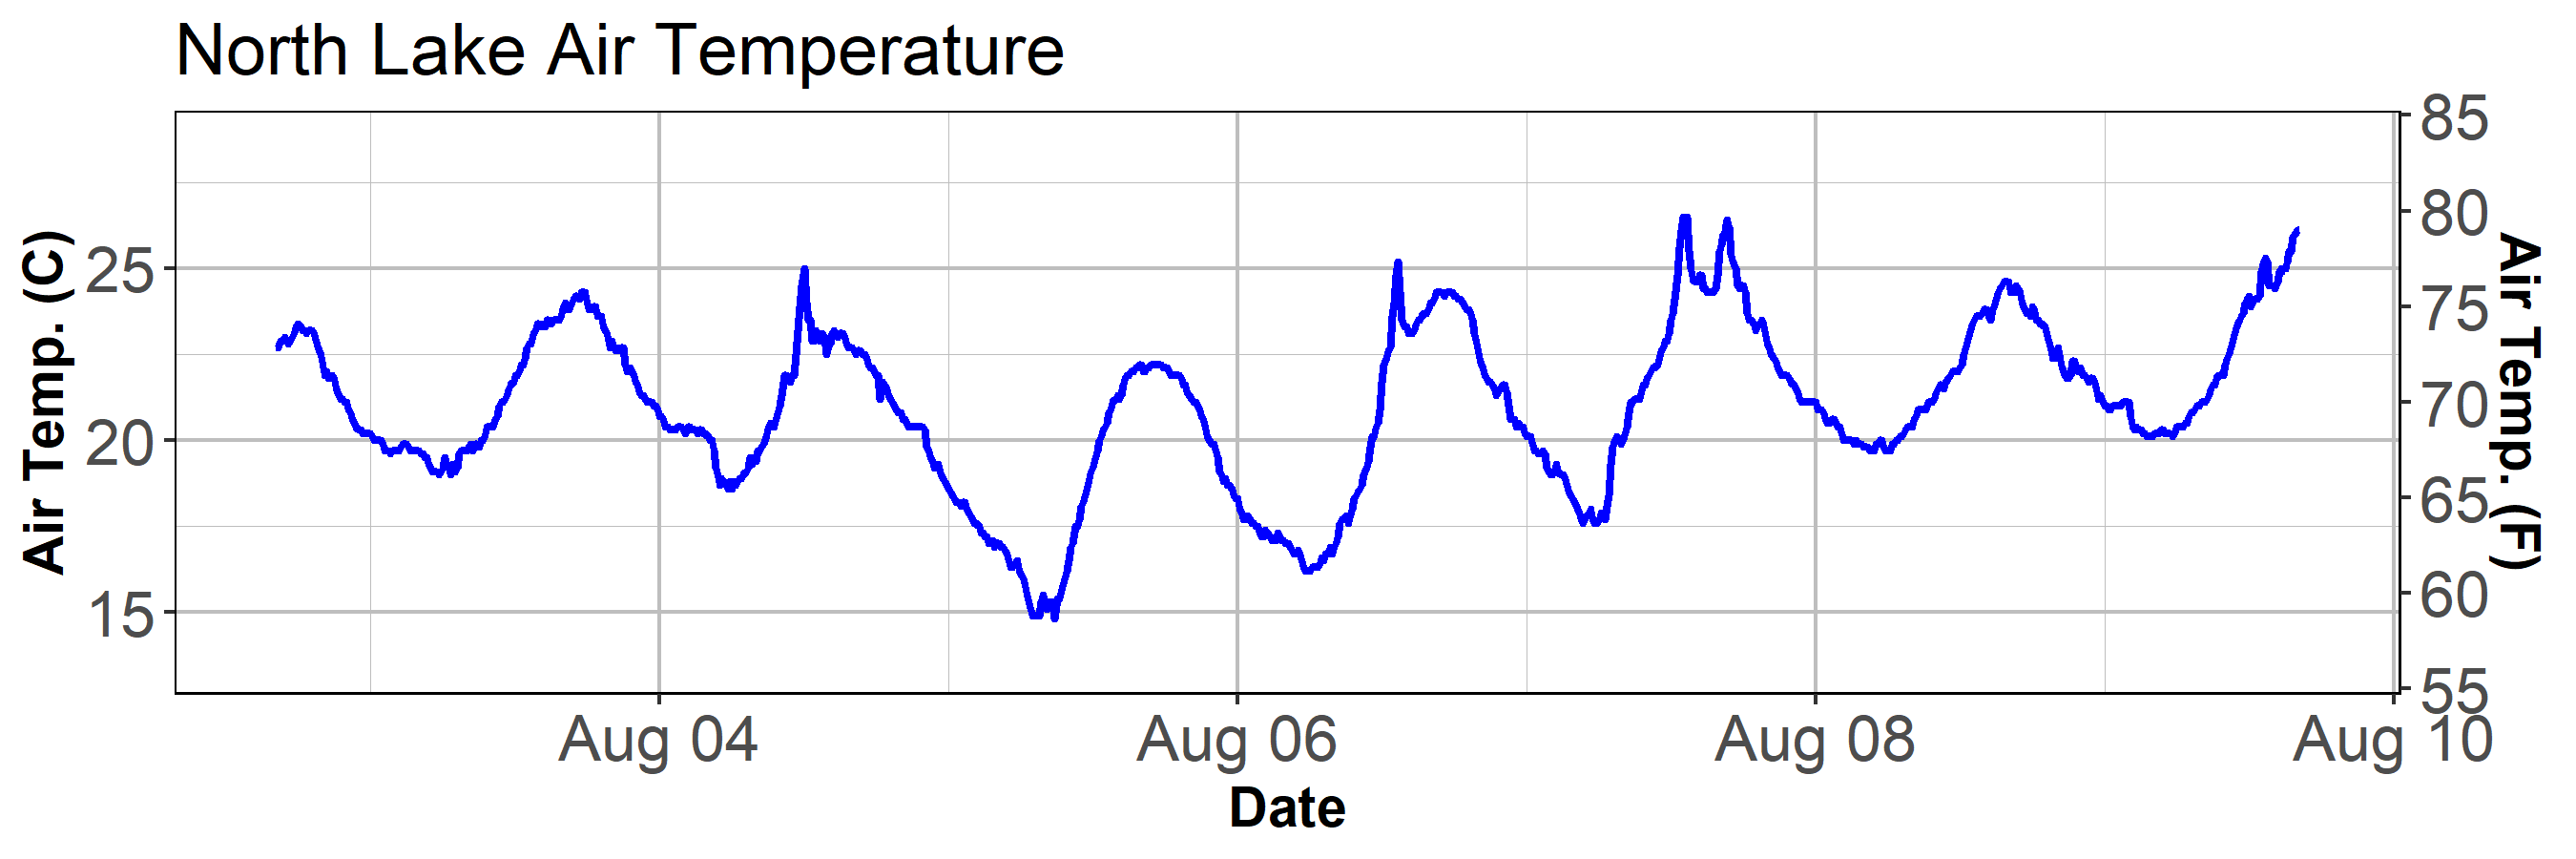 North Lake Air Temperature
Air Temp. (C)
25
20
15
85
80
75
70
65
60
55
Air Temp. (F)
Aug 04 Aug 06 Aug 08 Aug 10
Date